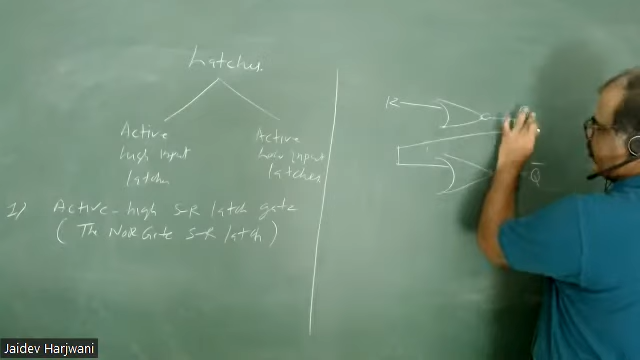 Latches
Active
high input
latch
Active
low input
latches
1) Active-high S-R latch gate
(The NOR Gate S-R latch)
R
Q̅
Jaidev Harjwani